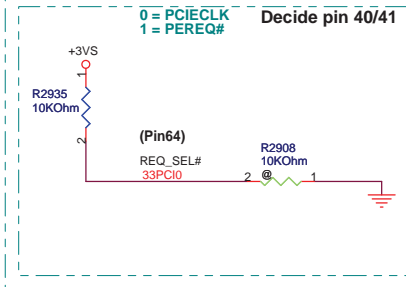 0 = PCIECLK
1 = PEREQ#
Decide pin 40/41
+3VS
1
R2935
10KOhm
2
(Pin64)
REQ_SEL#
33PCI0
R2908
10KOhm
2
@
1